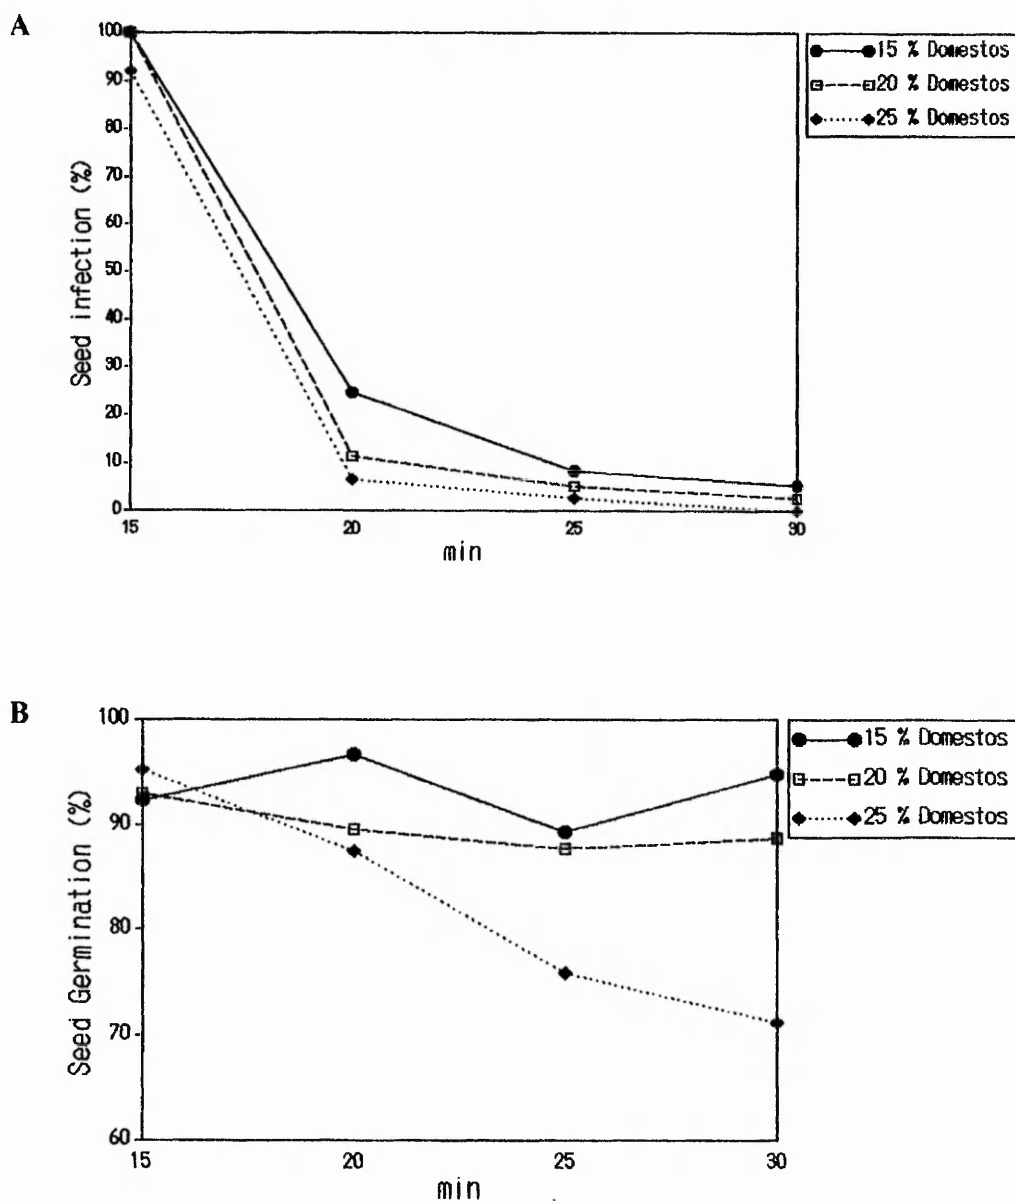 A
100
90
80
70
60
50
40
30
20
10
0
Seed infection (%)
15 20 25 30
min
15 % Domestos
20 % Domestos
25 % Domestos
B
100
90
80
70
60
Seed Germination (%)
15 20 25 30
min
15 % Domestos
20 % Domestos
25 % Domestos